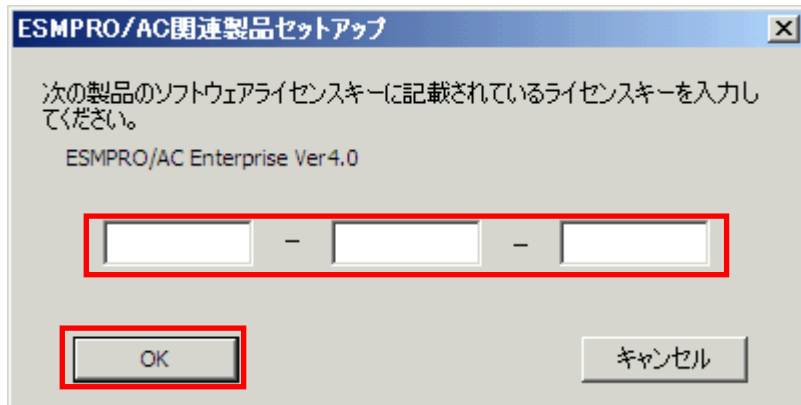 ESMPRO/AC関連製品セットアップ
次の製品のソフトウェアライセンスキーに記載されているライセンスキーを入力し
てください。
ESMPRO/AC Enterprise Ver4.0
– –
OK キャンセル